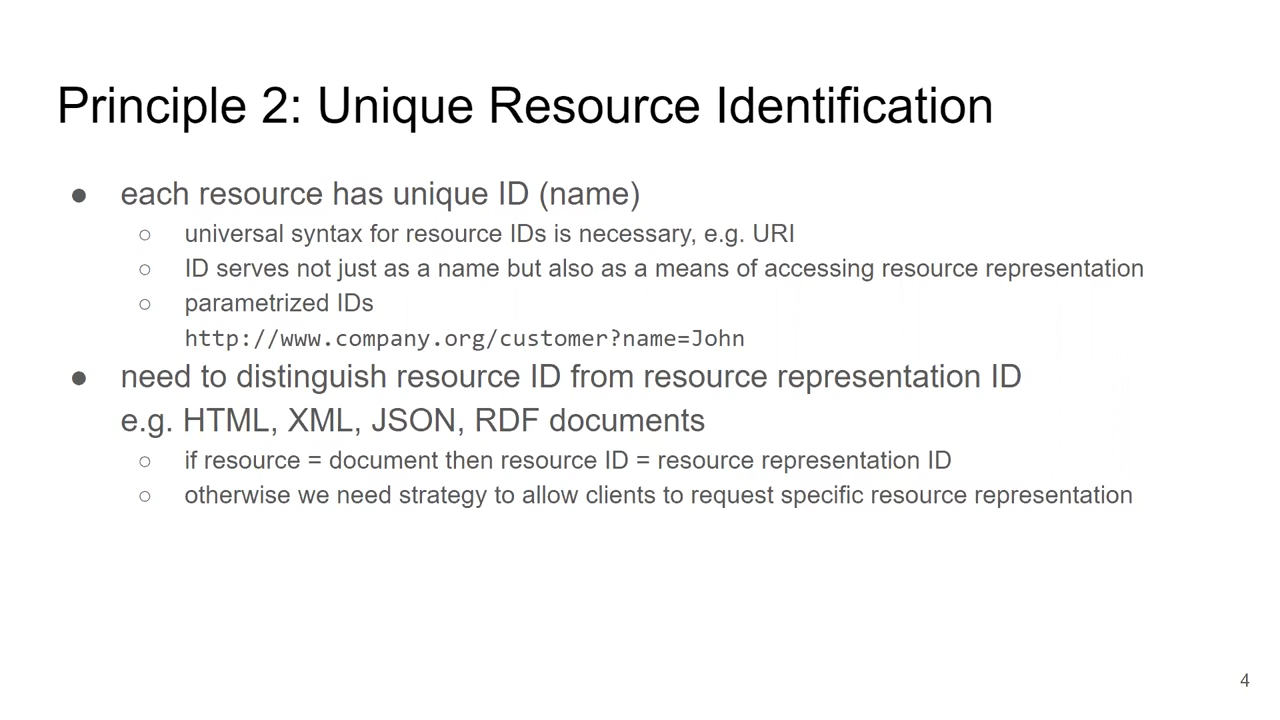 Principle 2: Unique Resource Identification
● each resource has unique ID (name)
○ universal syntax for resource IDs is necessary, e.g. URI
○ ID serves not just as a name but also as a means of accessing resource representation
○ parametrized IDs
http://www.company.org/customer?name=John
● need to distinguish resource ID from resource representation ID
e.g. HTML, XML, JSON, RDF documents
○ if resource = document then resource ID = resource representation ID
○ otherwise we need strategy to allow clients to request specific resource representation
4